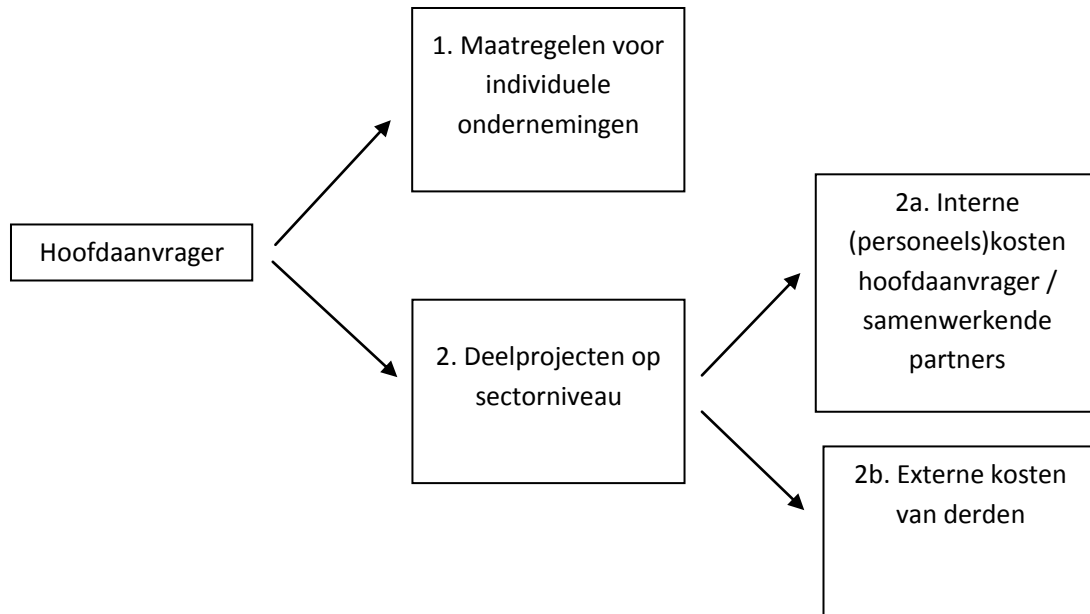 1. Maatregelen voor
individuele
ondernemingen
Hoofdaanvrager
2. Deelprojecten op
sectorniveau
2a. Interne
(personeels)kosten
hoofdaanvrager /
samenwerkende
partners
2b. Externe kosten
van derden